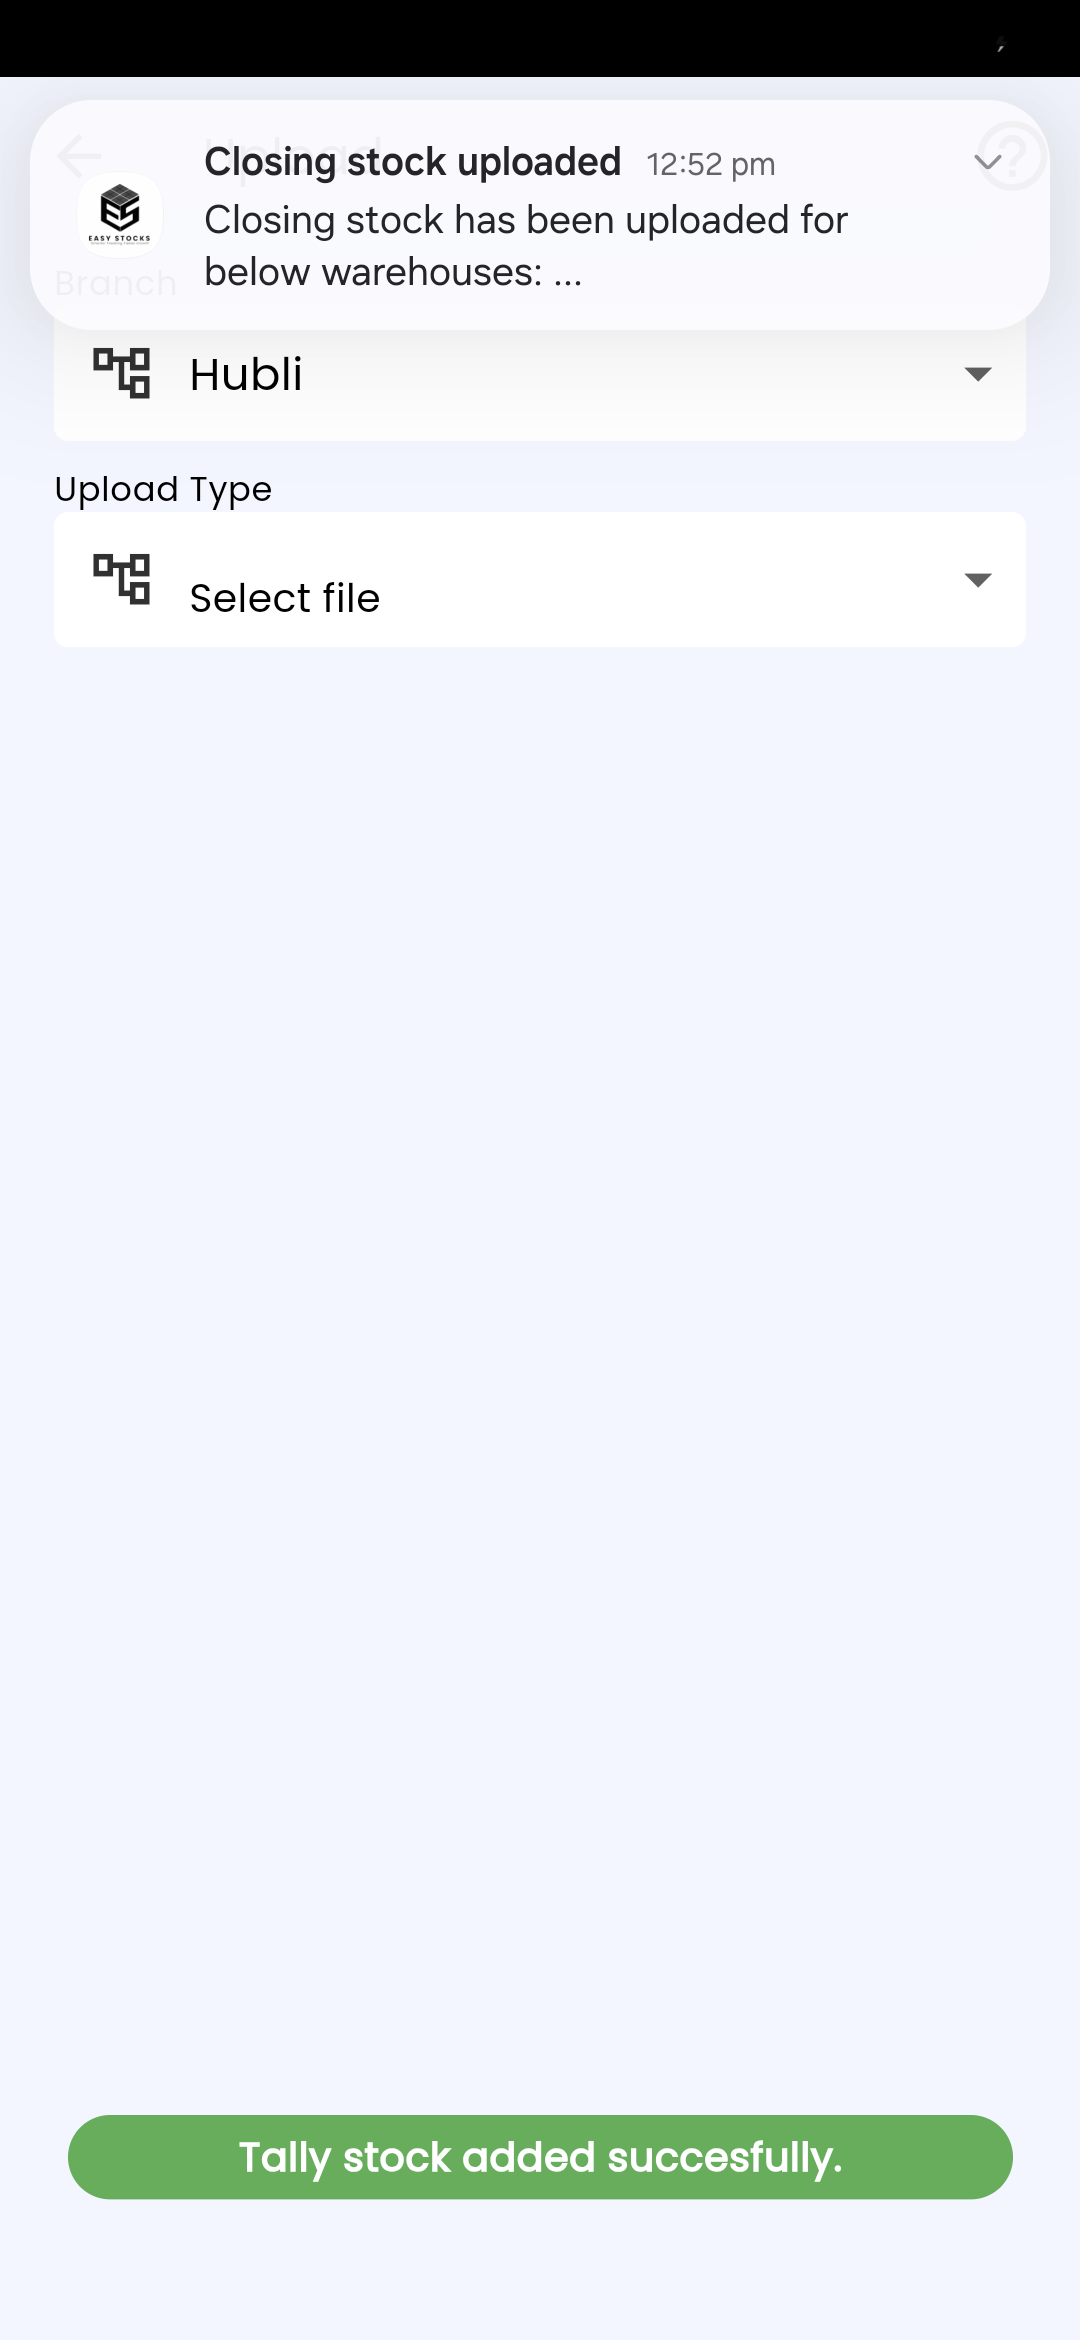 Upload
Closing stock uploaded 12:52 pm
Closing stock has been uploaded for
below warehouses: ...
EASY STOCKS
Branch
Hubli
Upload Type
Select file
Tally stock added succesfully.